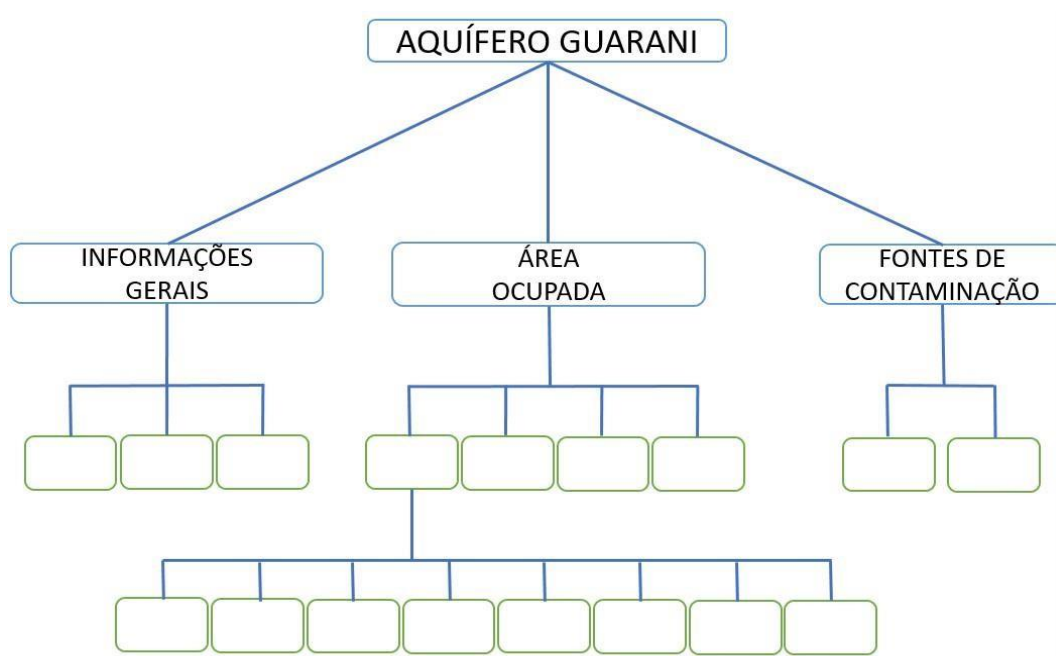 AQUÍFERO GUARANI
INFORMAÇÕES
GERAIS
ÁREA
OCUPADA
FONTES DE
CONTAMINAÇÃO